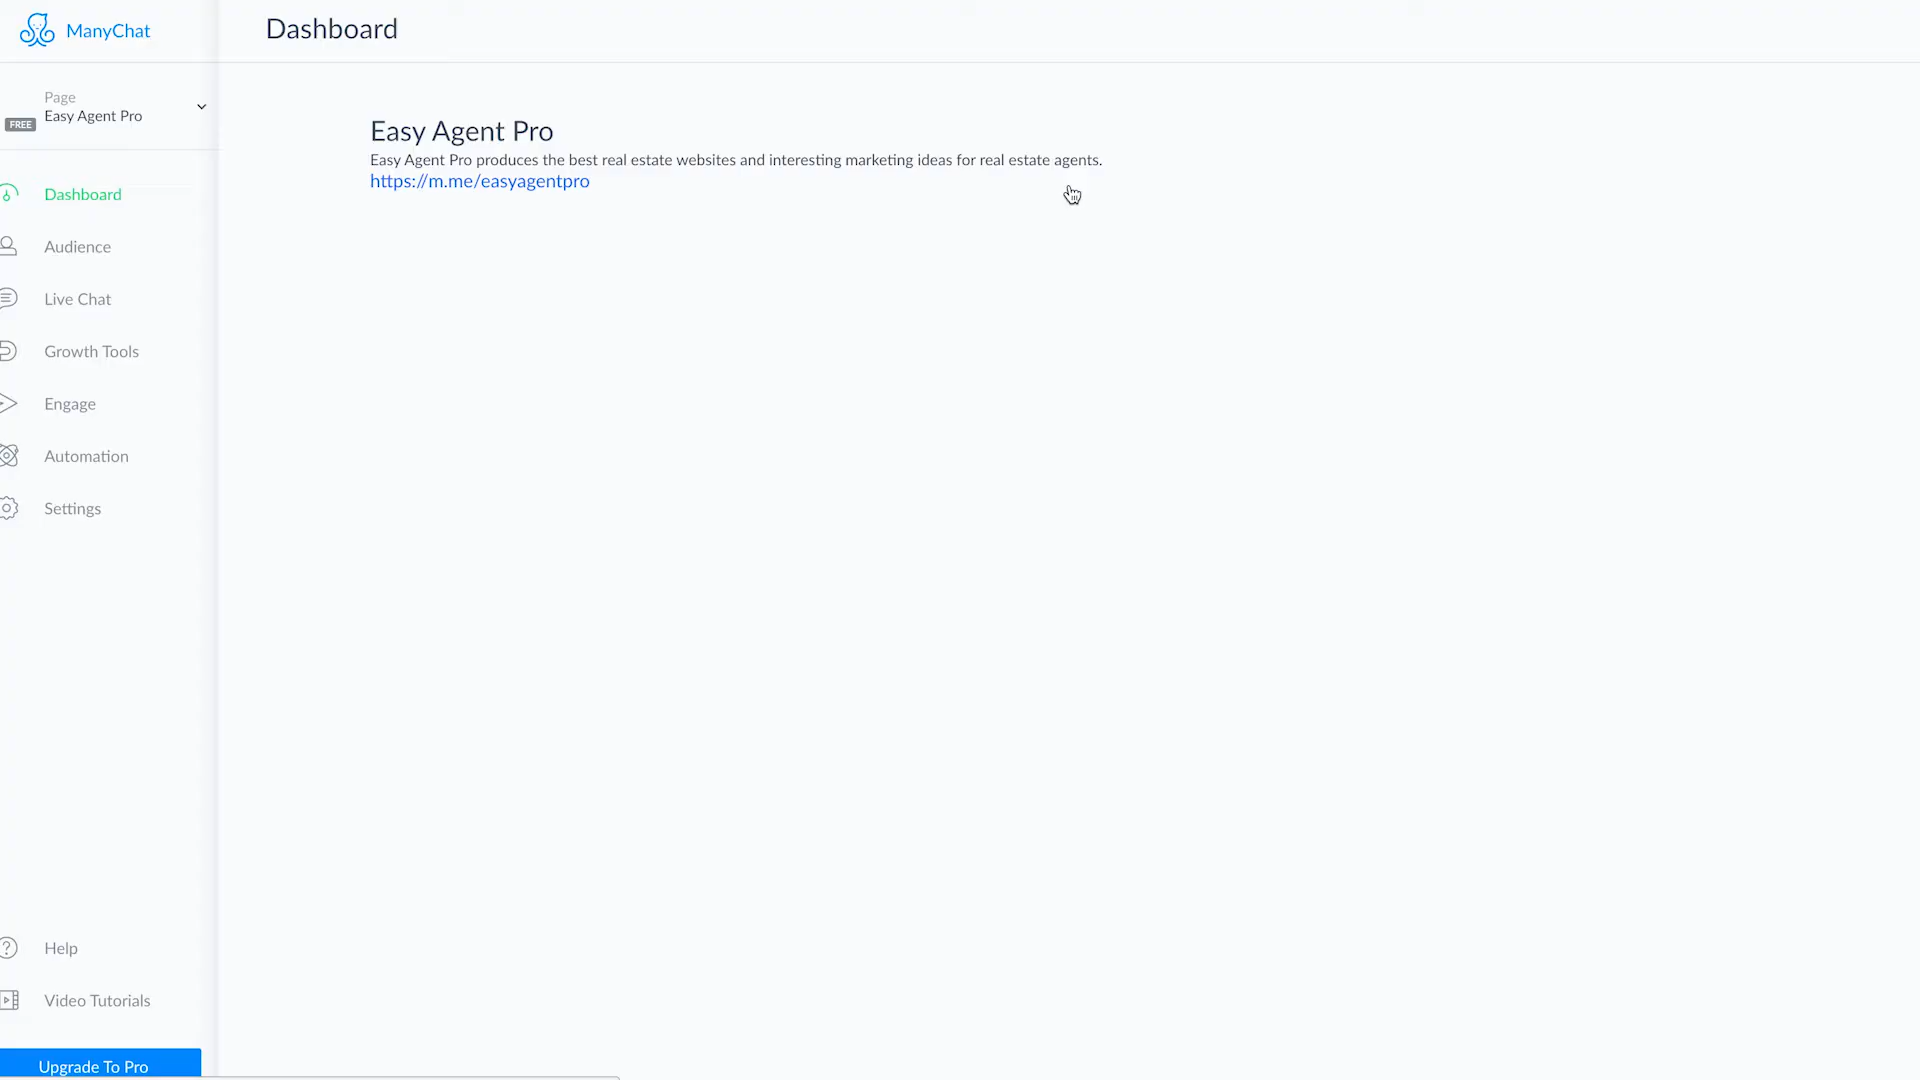 ManyChat
Dashboard
Page
Easy Agent Pro
FREE
Easy Agent Pro
Easy Agent Pro produces the best real estate websites and interesting marketing ideas for real estate agents.
https://m.me/easyagentpro
Dashboard
Audience
Live Chat
Growth Tools
Engage
Automation
Settings
Help
Video Tutorials
Upgrade To Pro